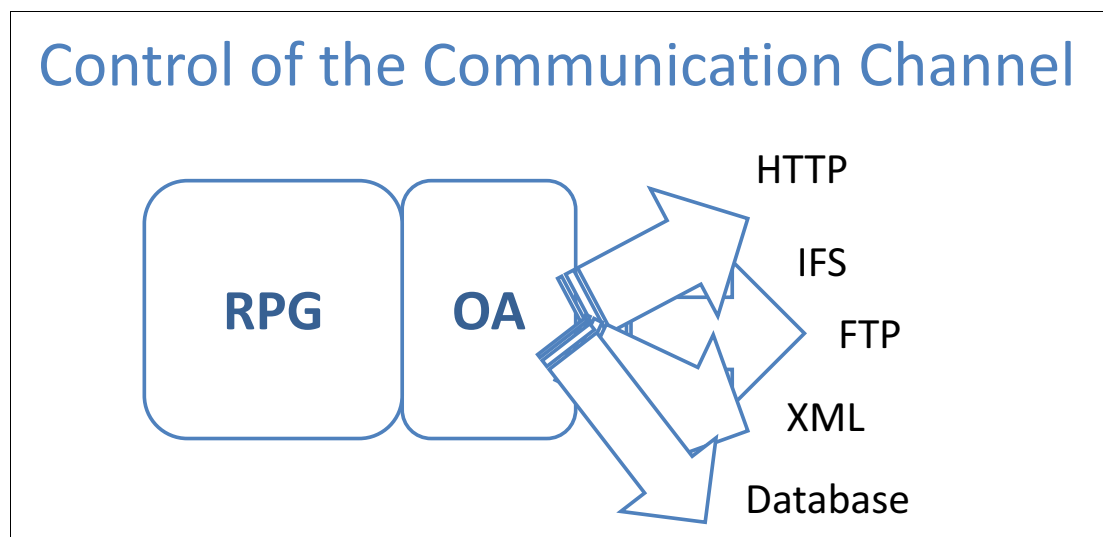 Control of the Communication Channel
HTTP
IFS
RPG OA
FTP
XML
Database